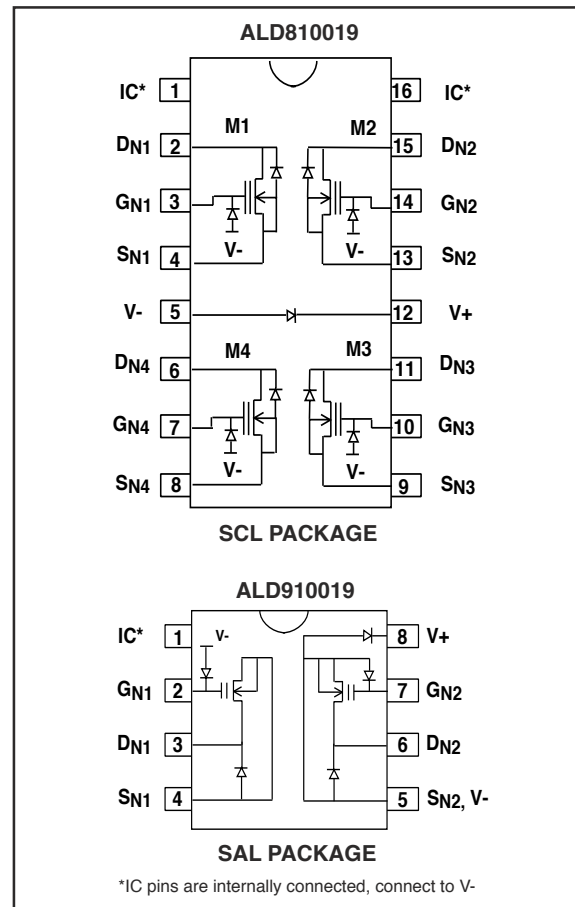 ALD810019
IC* 1 16 IC*
M1 M2
DN1 2 15 DN2
GN1 3 14 GN2
V- V-
SN1 4 13 SN2
V- 5 12 V+
M4 M3
DN4 6 11 DN3
GN4 7 10 GN3
V- V-
SN4 8 9 SN3
SCL PACKAGE
ALD910019
IC* 1 V- 8 V+
GN1 2 7 GN2
DN1 3 6 DN2
SN1 4 5 SN2, V-
SAL PACKAGE
*IC pins are internally connected, connect to V-